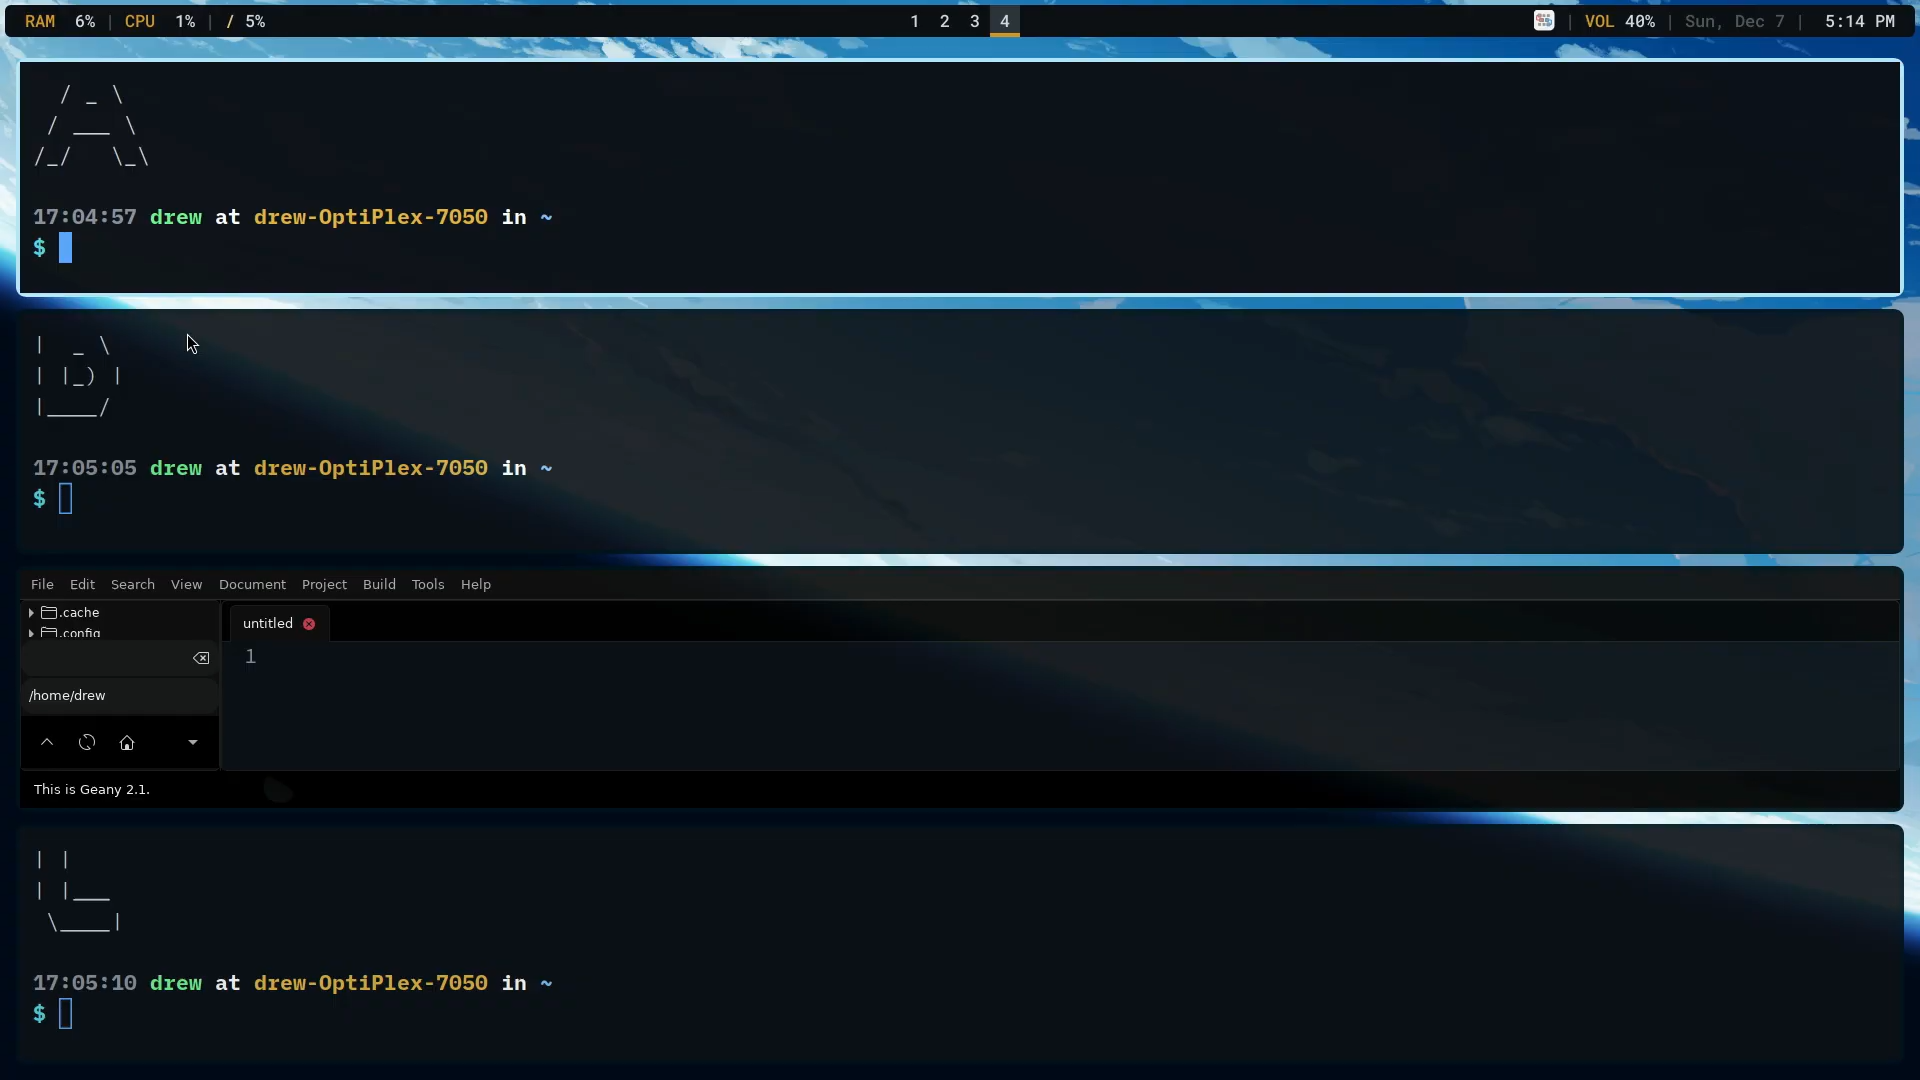 RAM 6% | CPU 1% | / 5%
1 2 3 4
| VOL 40% | Sun, Dec 7 | 5:14 PM
  / _ \
 / ___ \
/_/   \_\
17:04:57 drew at drew-OptiPlex-7050 in ~
$
|  _ \
| |_) |
|____/
17:05:05 drew at drew-OptiPlex-7050 in ~
$
File Edit Search View Document Project Build Tools Help
.cache
.config
untitled
1
/home/drew
This is Geany 2.1.
| |
| |___
 \____|
17:05:10 drew at drew-OptiPlex-7050 in ~
$